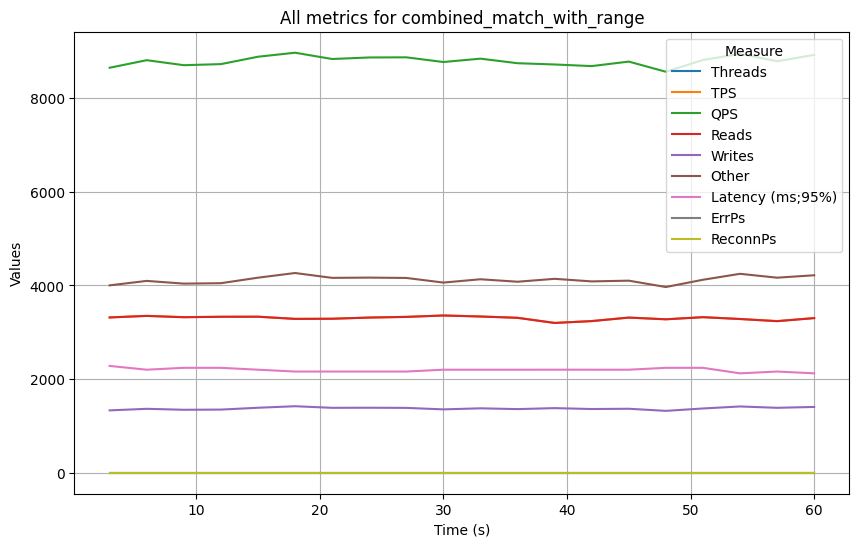 All metrics for combined_match_with_range
Measure
Threads
TPS
QPS
Reads
Writes
Other
Latency (ms;95%)
ErrPs
ReconnPs
Values
8000
6000
4000
2000
0
10
20
30
40
50
60
Time (s)